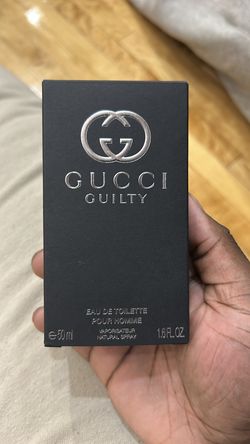 GUCCI
GUILTY
EAU DE TOILETTE
POUR HOMME
VAPORISATEUR
NATURAL SPRAY
℮50 ml
1.6 FL.OZ